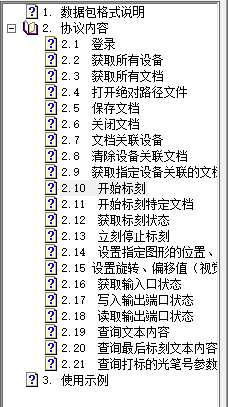 1. 数据包格式说明
2. 协议内容
2.1 登录
2.2 获取所有设备
2.3 获取所有文档
2.4 打开绝对路径文件
2.5 保存文档
2.6 关闭文档
2.7 文档关联设备
2.8 清除设备关联文档
2.9 获取指定设备关联的文档
2.10 开始标刻
2.11 开始标刻特定文档
2.12 获取标刻状态
2.13 立刻停止标刻
2.14 设置指定图形的位置、
2.15 设置旋转、偏移值（视觉
2.16 获取输入口状态
2.17 写入输出端口状态
2.18 读取输出端口状态
2.19 查询文本内容
2.20 查询最后标刻文本内容
2.21 查询打标的光笔号参数
3. 使用示例